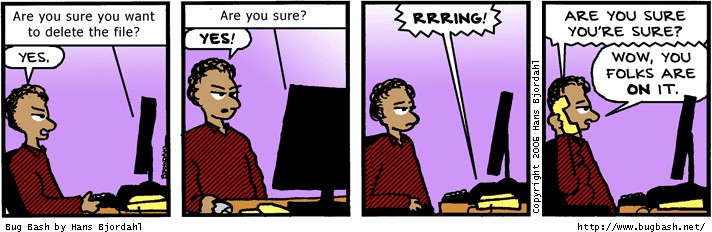 Are you sure you want
to delete the file?
YES.
Are you sure?
YES!
RRRING!
ARE YOU SURE
YOU'RE SURE?
WOW, YOU
FOLKS ARE
ON IT.
Copyright 2006 Hans Bjordahl
Bug Bash by Hans Bjordahl
http://www.bugbash.net/